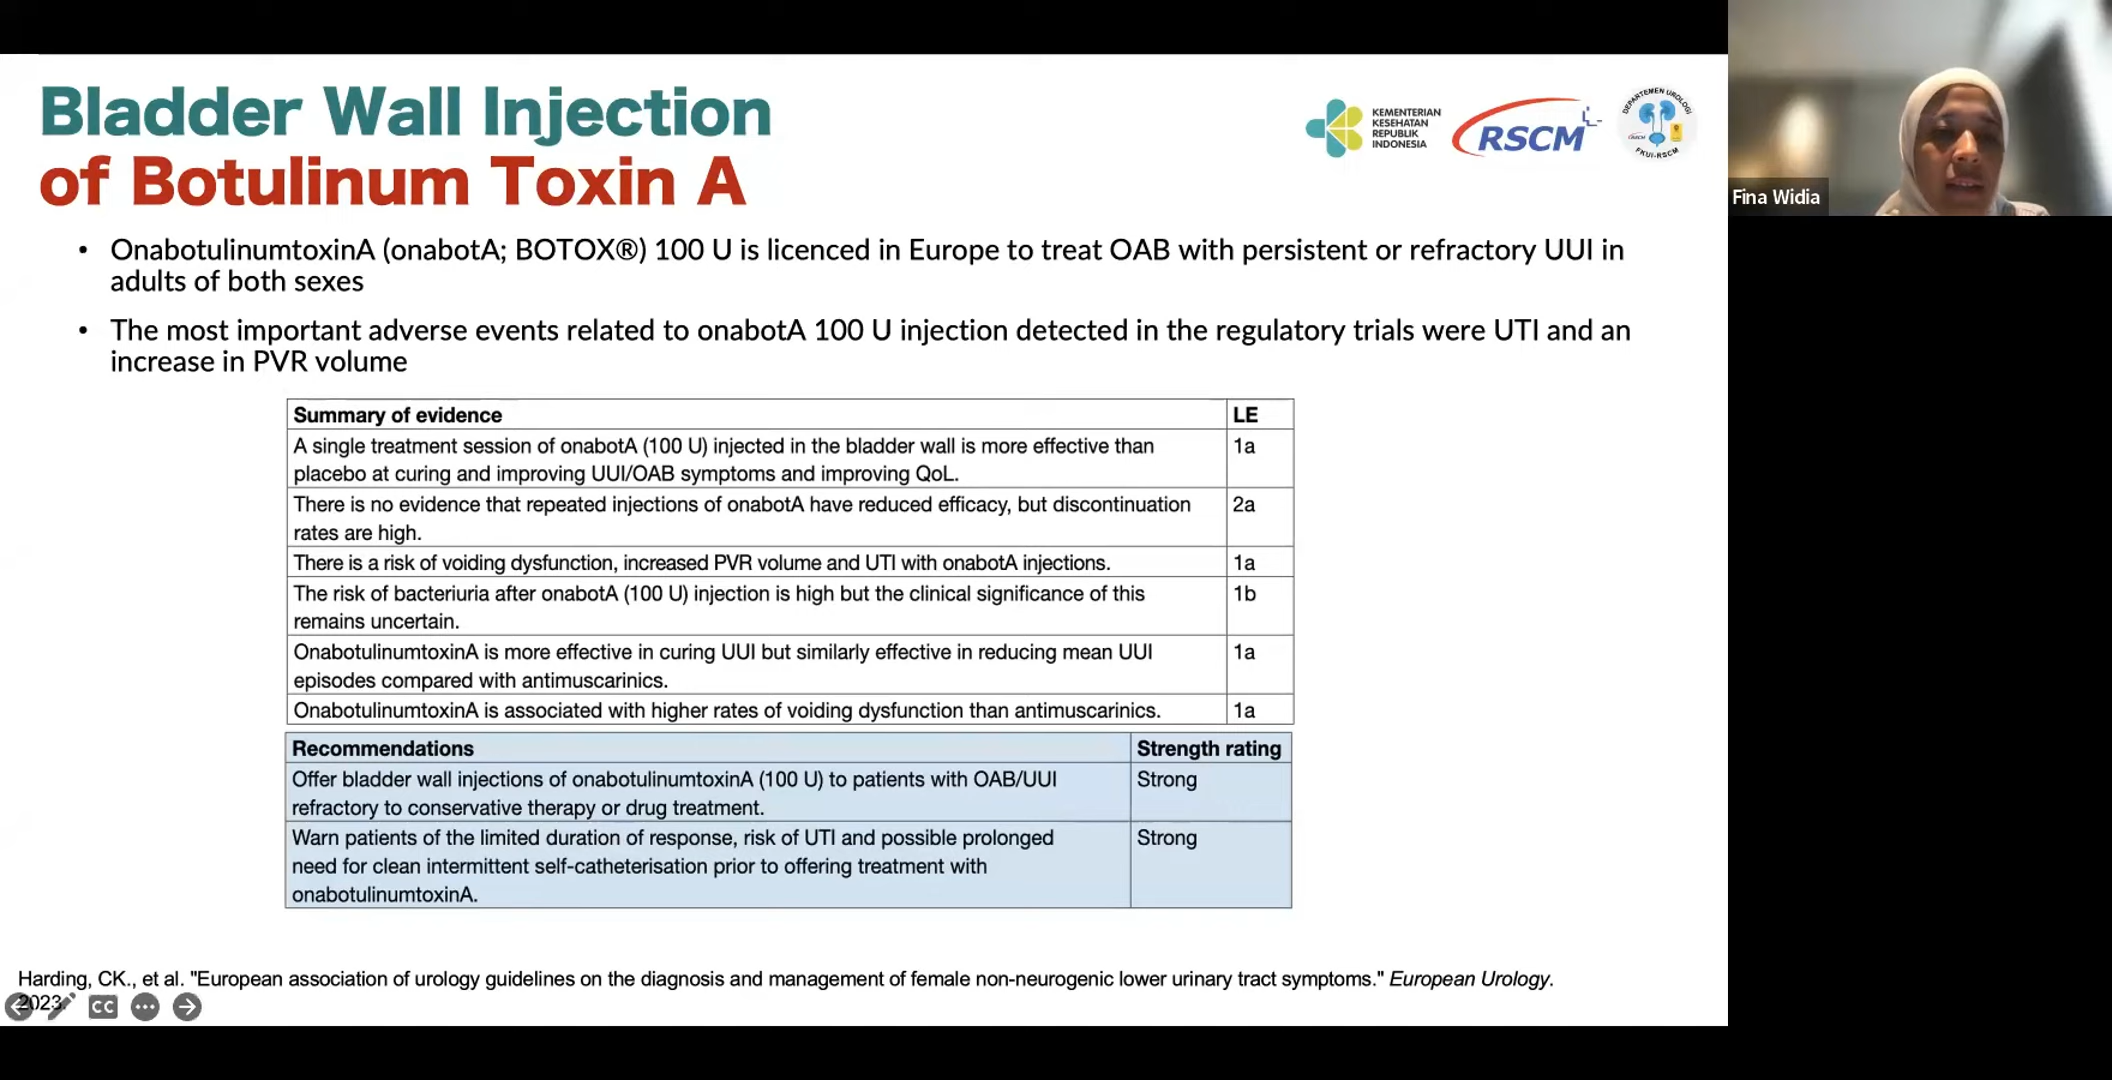 Bladder Wall Injection
of Botulinum Toxin A
KEMENTERIAN
KESEHATAN
REPUBLIK
INDONESIA
RSCM
DEPARTEMEN UROLOGI
RSCM
FKUI-RSCM
Fina Widia
• OnabotulinumtoxinA (onabotA; BOTOX®) 100 U is licenced in Europe to treat OAB with persistent or refractory UUI in
adults of both sexes
• The most important adverse events related to onabotA 100 U injection detected in the regulatory trials were UTI and an
increase in PVR volume
Summary of evidence LE
A single treatment session of onabotA (100 U) injected in the bladder wall is more effective than 1a
placebo at curing and improving UUI/OAB symptoms and improving QoL.
There is no evidence that repeated injections of onabotA have reduced efficacy, but discontinuation 2a
rates are high.
There is a risk of voiding dysfunction, increased PVR volume and UTI with onabotA injections. 1a
The risk of bacteriuria after onabotA (100 U) injection is high but the clinical significance of this 1b
remains uncertain.
OnabotulinumtoxinA is more effective in curing UUI but similarly effective in reducing mean UUI 1a
episodes compared with antimuscarinics.
OnabotulinumtoxinA is associated with higher rates of voiding dysfunction than antimuscarinics. 1a
Recommendations Strength rating
Offer bladder wall injections of onabotulinumtoxinA (100 U) to patients with OAB/UUI Strong
refractory to conservative therapy or drug treatment.
Warn patients of the limited duration of response, risk of UTI and possible prolonged Strong
need for clean intermittent self-catheterisation prior to offering treatment with
onabotulinumtoxinA.
Harding, CK., et al. "European association of urology guidelines on the diagnosis and management of female non-neurogenic lower urinary tract symptoms." European Urology.
2023.
CC